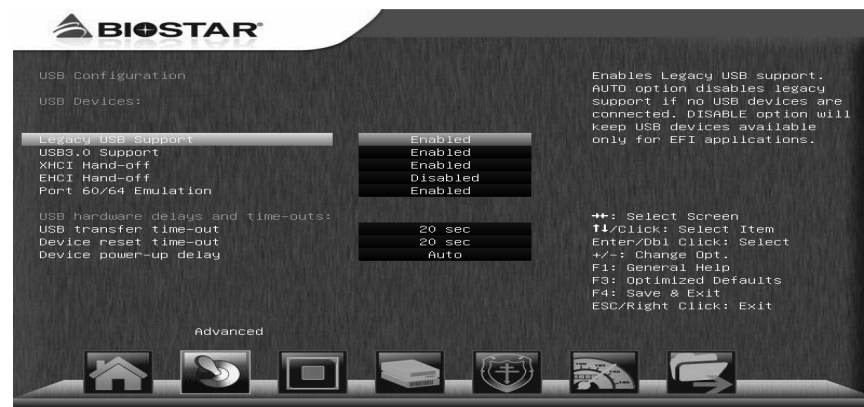 BIOSTAR
USB Configuration
USB Devices:
Legacy USB Support Enabled
USB3.0 Support Enabled
XHCI Hand-off Enabled
EHCI Hand-off Disabled
Port 60/64 Emulation Enabled
USB hardware delays and time-outs:
USB transfer time-out 20 sec
Device reset time-out 20 sec
Device power-up delay Auto
Enables Legacy USB support.
AUTO option disables legacy
support if no USB devices are
connected. DISABLE option will
keep USB devices available
only for EFI applications.
→←: Select Screen
↑↓/Click: Select Item
Enter/Dbl Click: Select
+/-: Change Opt.
F1: General Help
F3: Optimized Defaults
F4: Save & Exit
ESC/Right Click: Exit
Advanced